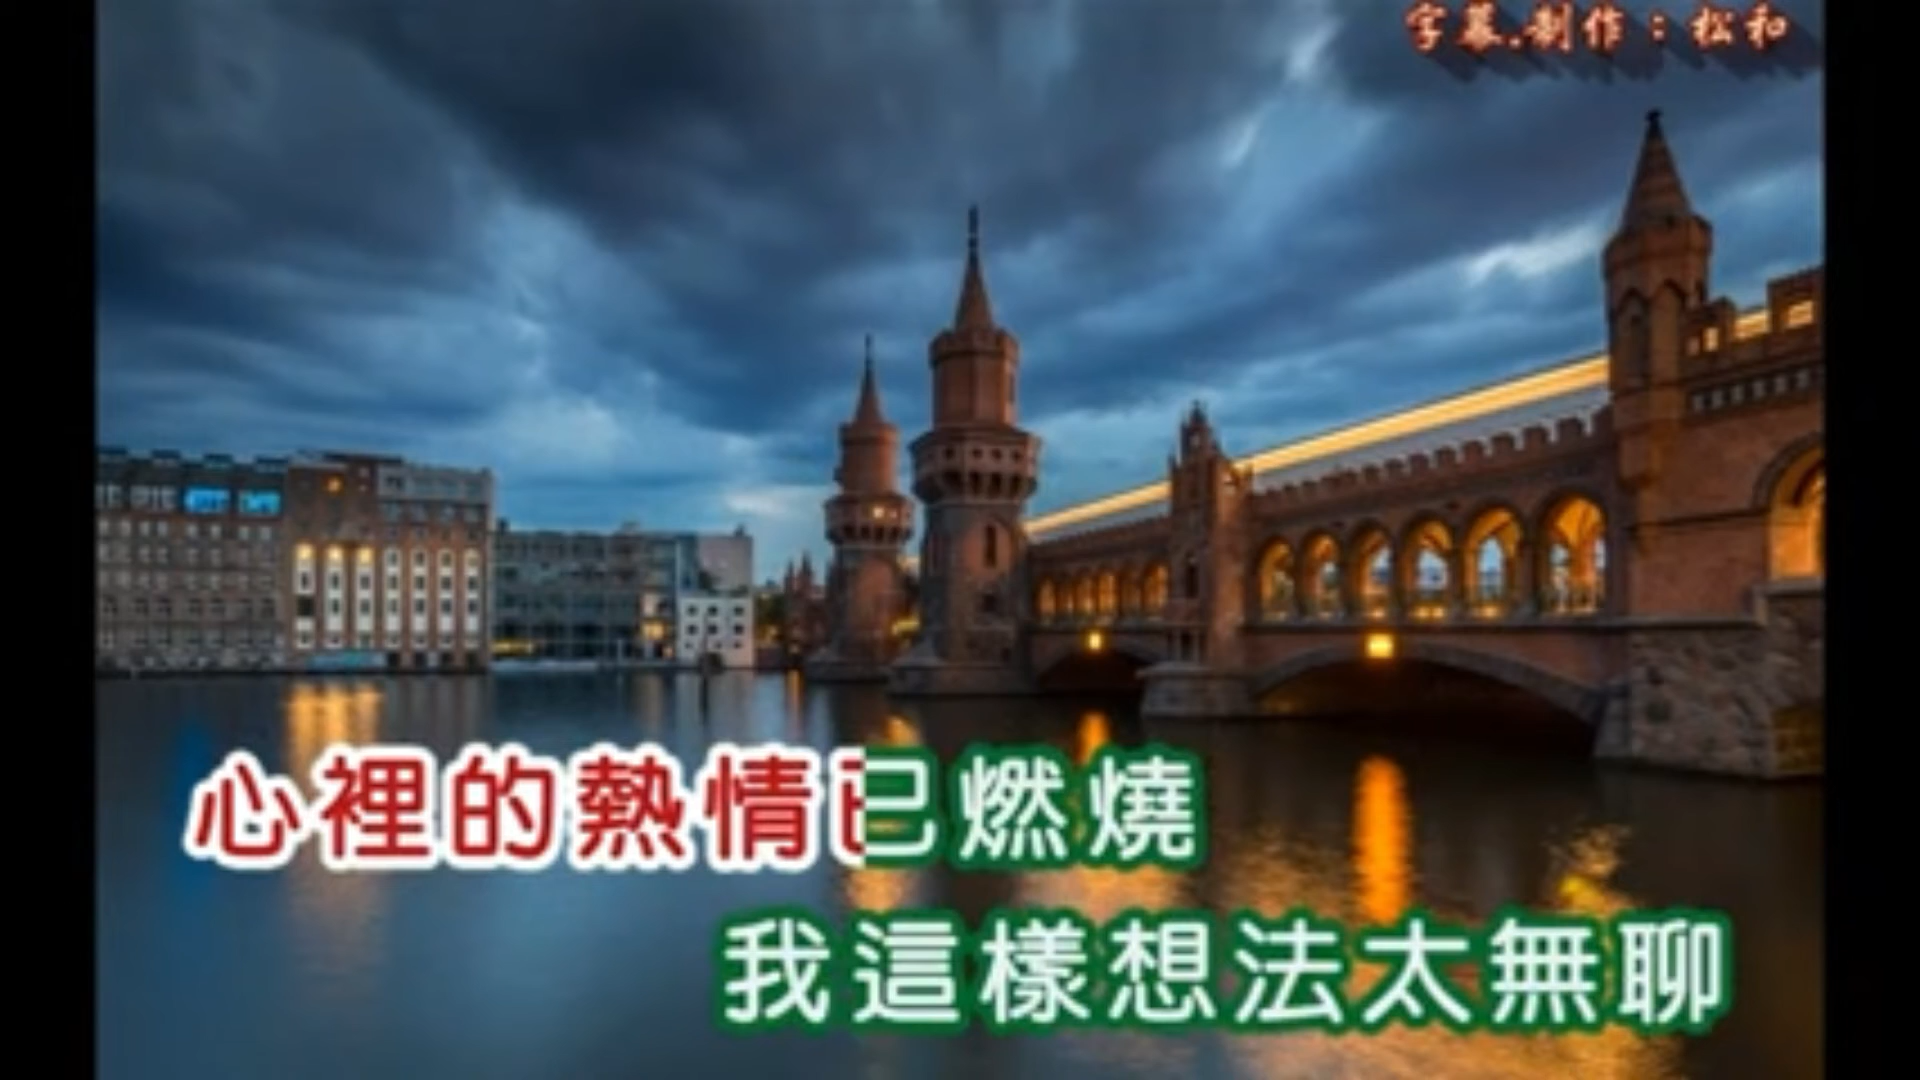 字幕.制作：松和
心裡的熱情已燃燒
我這樣想法太無聊